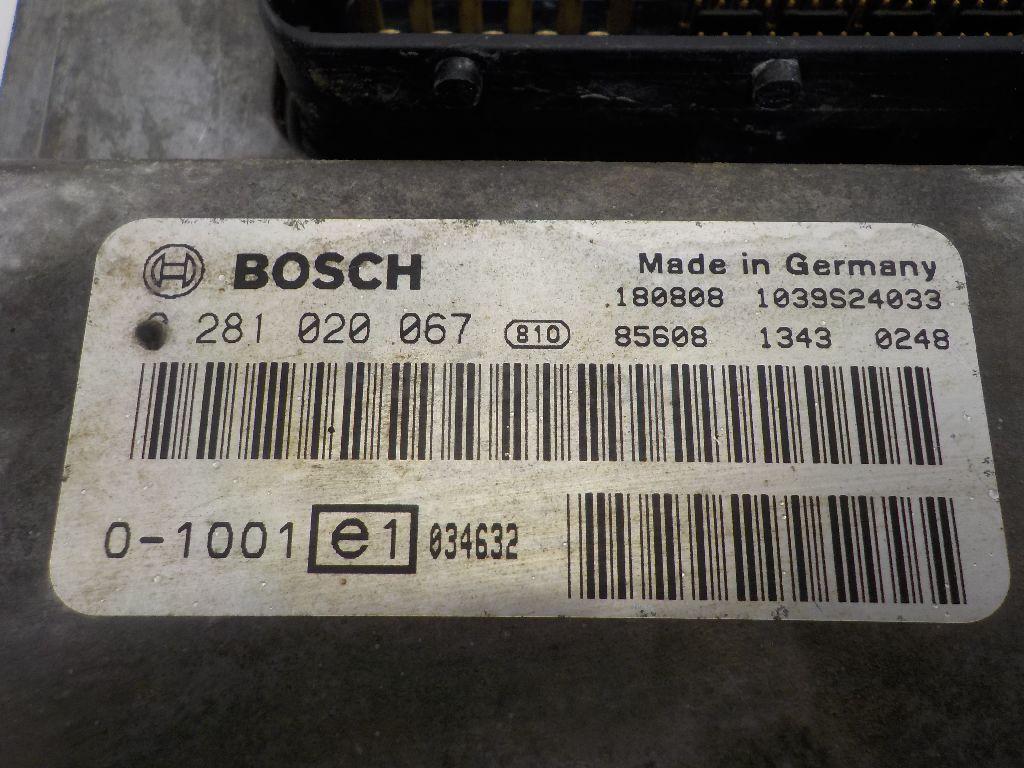 BOSCH
Made in Germany
180808 1039S24033
281 020 067 810 85608 1343 0248
0-1001 e1 034632